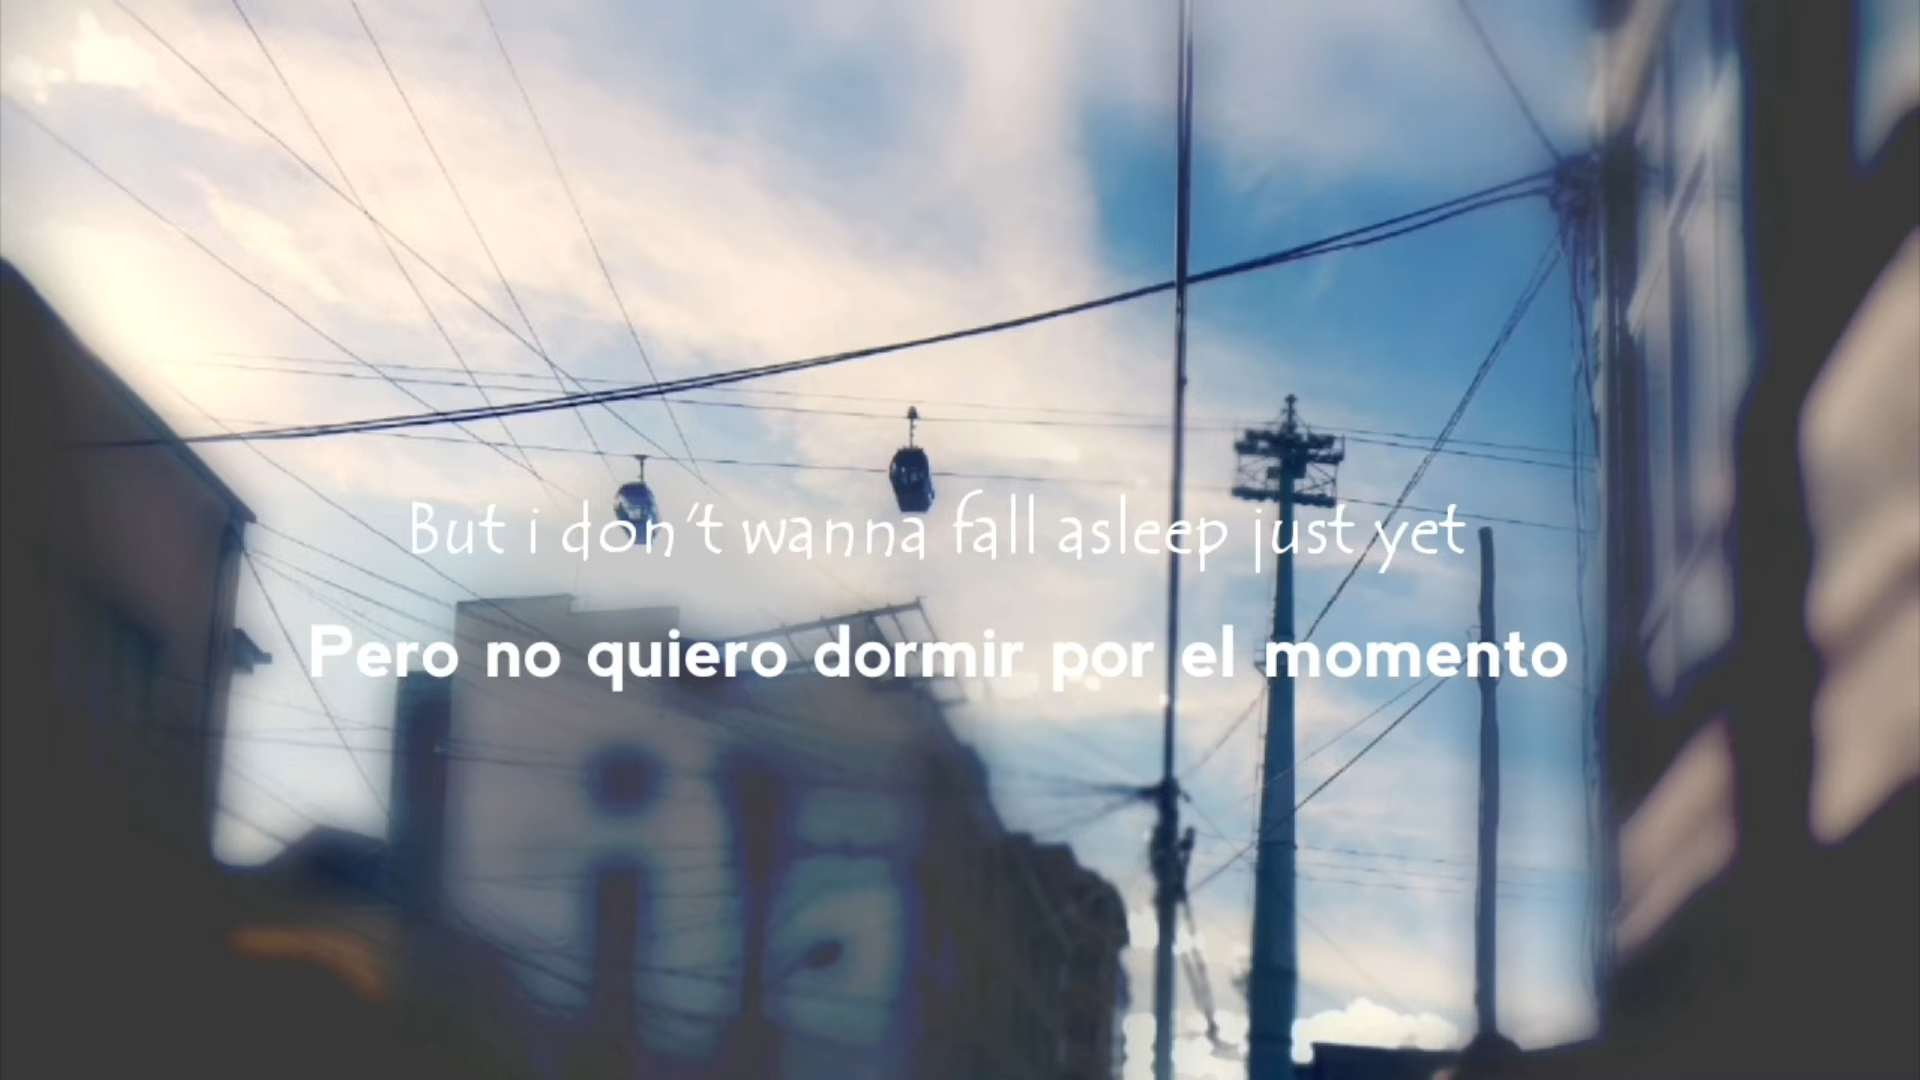 But i don't wanna fall asleep just yet
Pero no quiero dormir por el momento